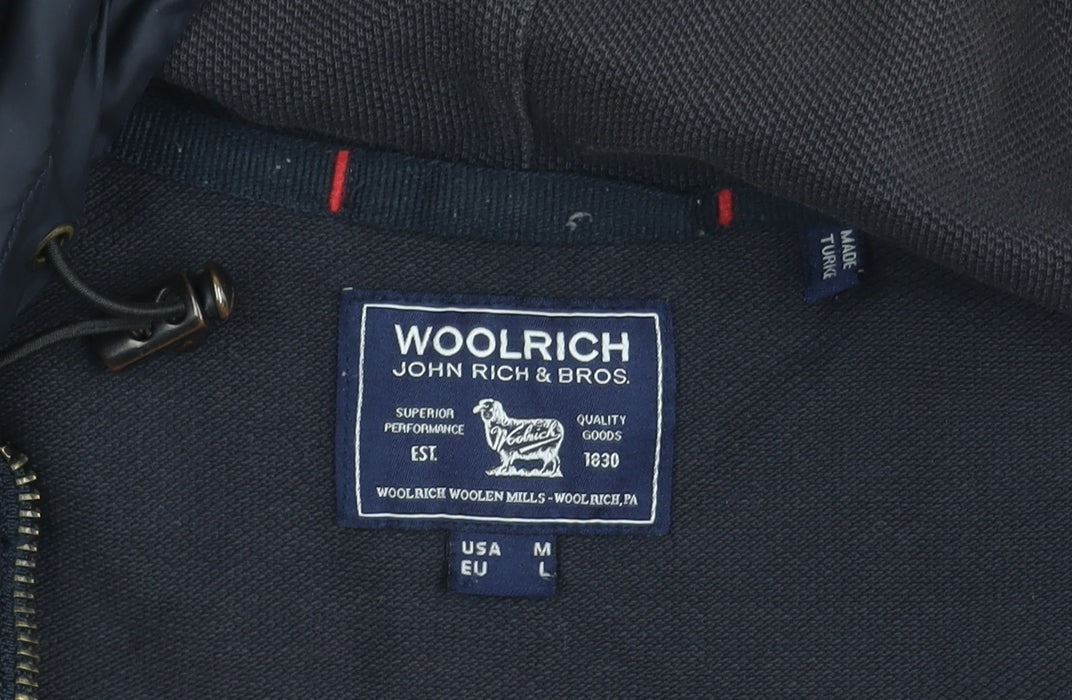 MADE
TURKE
WOOLRICH
JOHN RICH & BROS.
SUPERIOR
PERFORMANCE
EST.
Woolrich
QUALITY
GOODS
1830
WOOLRICH WOOLEN MILLS - WOOLRICH, PA
USA M
EU L